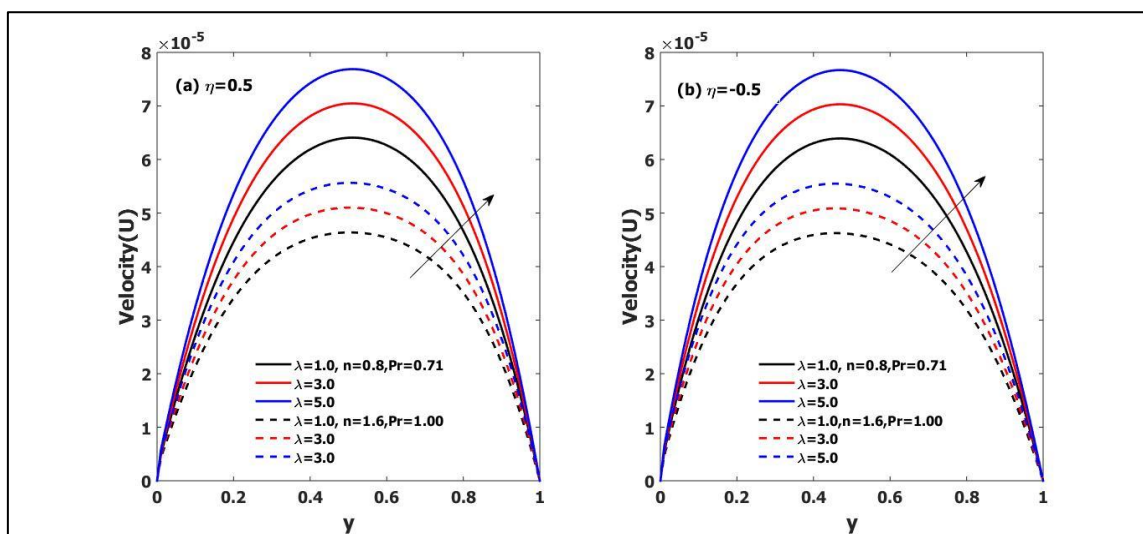 ×10⁻⁵
8
7
6
5
4
3
2
1
0
Velocity(U)
(a) η=0.5
λ=1.0, n=0.8,Pr=0.71
λ=3.0
λ=5.0
λ=1.0, n=1.6,Pr=1.00
λ=3.0
λ=3.0
0 0.2 0.4 0.6 0.8 1
y
×10⁻⁵
8
7
6
5
4
3
2
1
0
Velocity(U)
(b) η=-0.5
λ=1.0, n=0.8,Pr=0.71
λ=3.0
λ=5.0
λ=1.0,n=1.6,Pr=1.00
λ=3.0
λ=5.0
0 0.2 0.4 0.6 0.8 1
y